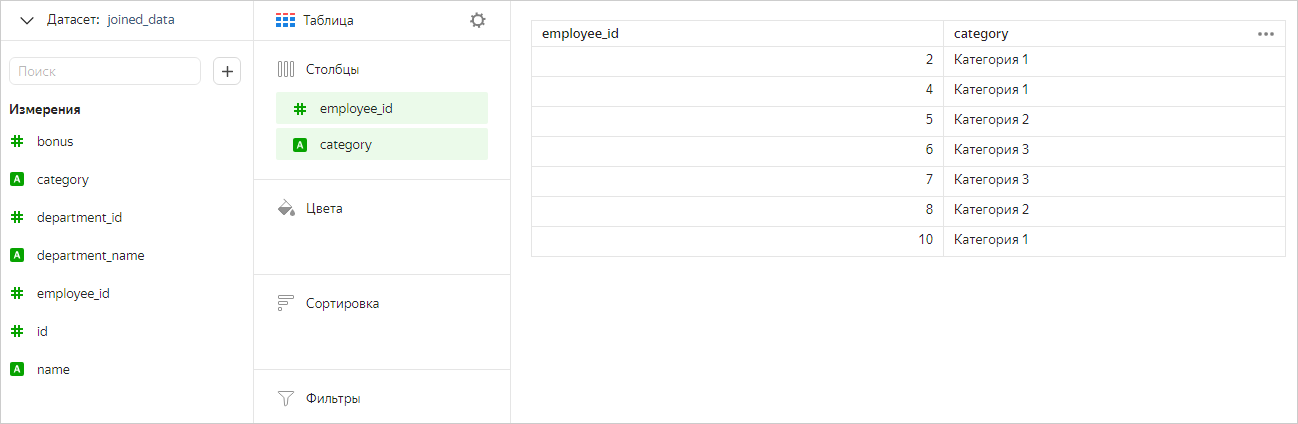 Датасет: joined_data
Поиск
Измерения
bonus
A category
department_id
A department_name
employee_id
id
A name
Таблица
Столбцы
employee_id
A category
Цвета
Сортировка
Фильтры
employee_id category
2 Категория 1
4 Категория 1
5 Категория 2
6 Категория 3
7 Категория 3
8 Категория 2
10 Категория 1